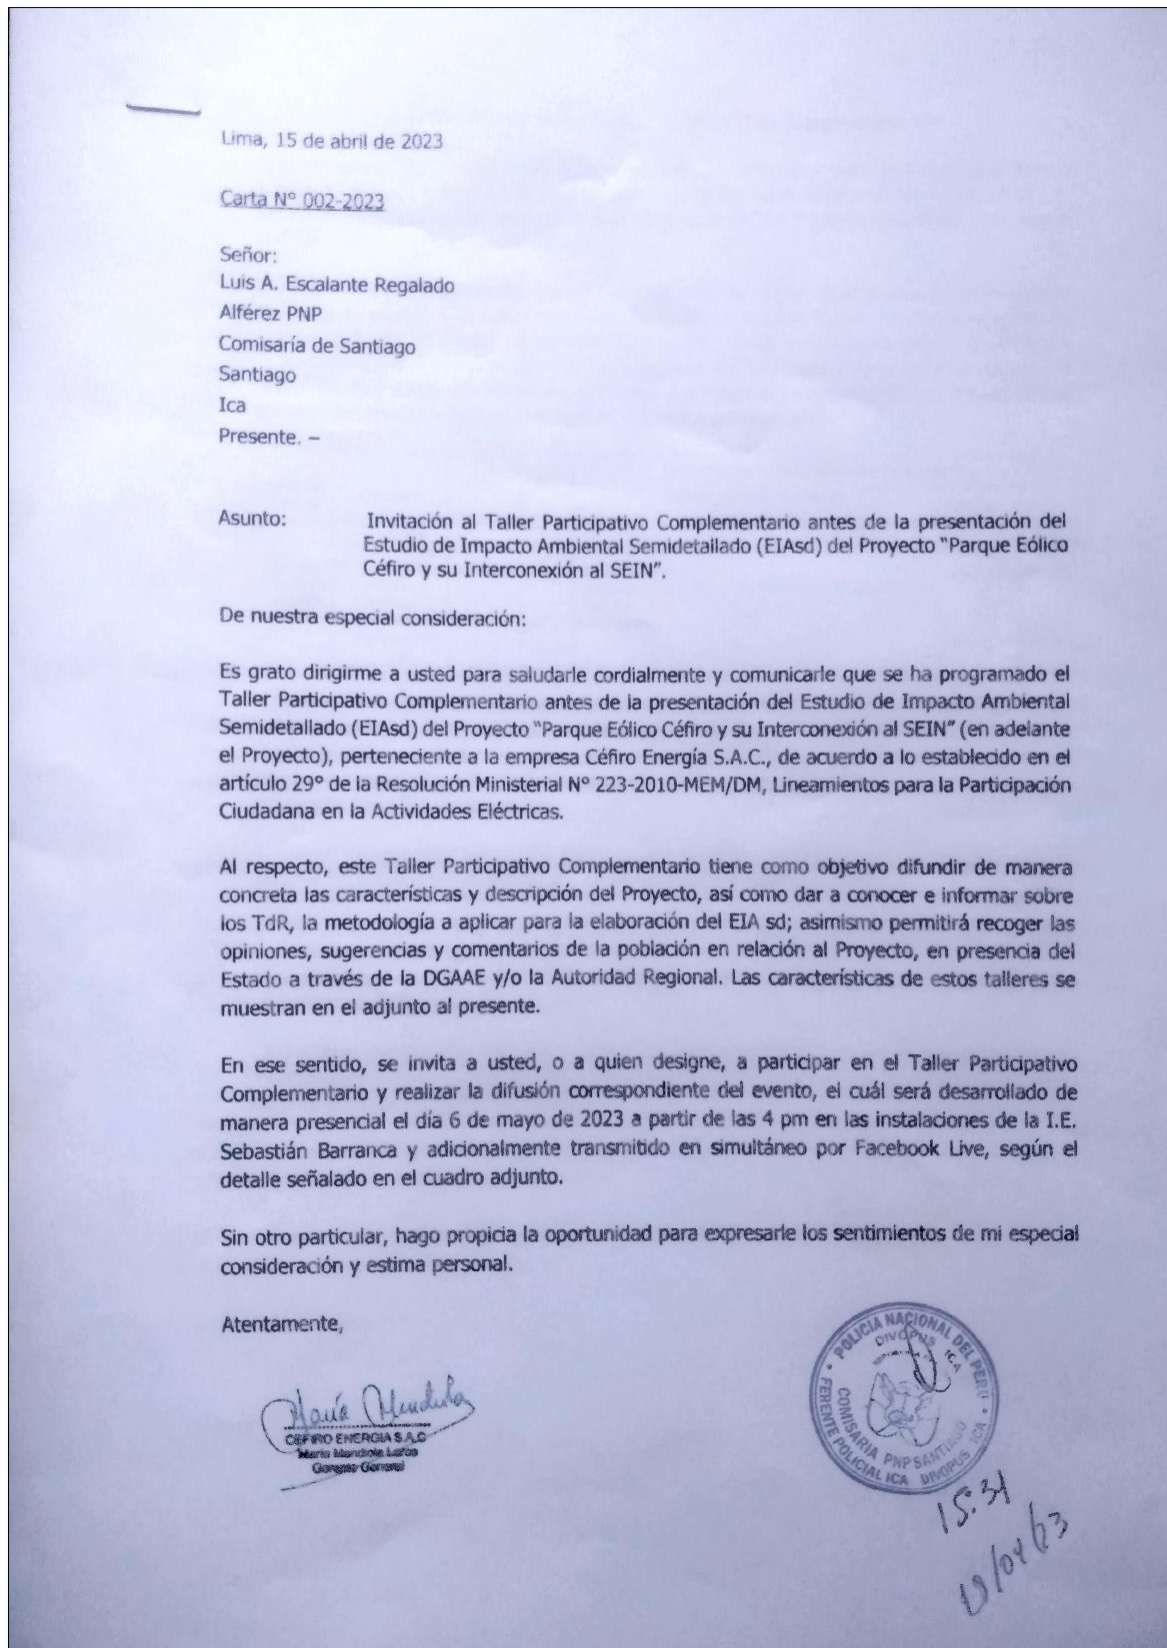 Lima, 15 de abril de 2023
Carta Nº 002-2023
Señor:
Luis A. Escalante Regalado
Alférez PNP
Comisaría de Santiago
Santiago
Ica
Presente. –
Asunto: Invitación al Taller Participativo Complementario antes de la presentación del
Estudio de Impacto Ambiental Semidetallado (EIAsd) del Proyecto “Parque Eólico
Céfiro y su Interconexión al SEIN”.
De nuestra especial consideración:
Es grato dirigirme a usted para saludarle cordialmente y comunicarle que se ha programado el
Taller Participativo Complementario antes de la presentación del Estudio de Impacto Ambiental
Semidetallado (EIAsd) del Proyecto “Parque Eólico Céfiro y su Interconexión al SEIN” (en adelante
el Proyecto), perteneciente a la empresa Céfiro Energía S.A.C., de acuerdo a lo establecido en el
artículo 29º de la Resolución Ministerial Nº 223-2010-MEM/DM, Lineamientos para la Participación
Ciudadana en la Actividades Eléctricas.
Al respecto, este Taller Participativo Complementario tiene como objetivo difundir de manera
concreta las características y descripción del Proyecto, así como dar a conocer e informar sobre
los TdR, la metodología a aplicar para la elaboración del EIA sd; asimismo permitirá recoger las
opiniones, sugerencias y comentarios de la población en relación al Proyecto, en presencia del
Estado a través de la DGAAE y/o la Autoridad Regional. Las características de estos talleres se
muestran en el adjunto al presente.
En ese sentido, se invita a usted, o a quien designe, a participar en el Taller Participativo
Complementario y realizar la difusión correspondiente del evento, el cuál será desarrollado de
manera presencial el día 6 de mayo de 2023 a partir de las 4 pm en las instalaciones de la I.E.
Sebastián Barranca y adicionalmente transmitido en simultáneo por Facebook Live, según el
detalle señalado en el cuadro adjunto.
Sin otro particular, hago propicia la oportunidad para expresarle los sentimientos de mi especial
consideración y estima personal.
Atentamente,
María Mendiola
CEFIRO ENERGIA S.A.C
Maria Mendiola
Gerente General
POLICIA NACIONAL DEL PERU
DIVOPUS ICA
COMISARIA PNP SANTIAGO
FERENTE POLICIAL ICA DIVOPUS ICA
15:31
/04/23